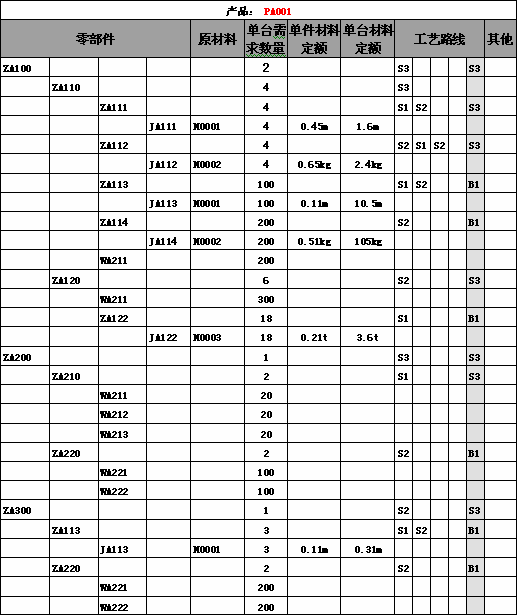 产品: PA001
零部件 原材料 单台需求数量 单件材料定额 单台材料定额 工艺路线 其他
ZA100 2 S3 S3
ZA110 4 S3
ZA111 4 S1 S2 S3
JA111 M0001 4 0.45m 1.6m
ZA112 4 S2 S1 S2 S3
JA112 M0002 4 0.65kg 2.4kg
ZA113 100 S1 S2 B1
JA113 M0001 100 0.11m 10.5m
ZA114 200 S2 B1
JA114 M0002 200 0.51kg 105kg
WA211 200
ZA120 6 S2 S3
WA211 300
ZA122 18 S1 B1
JA122 M0003 18 0.21t 3.6t
ZA200 1 S3 S3
ZA210 2 S1 S3
WA211 20
WA212 20
WA213 20
ZA220 2 S2 B1
WA221 100
WA222 100
ZA300 1 S2 S3
ZA113 3 S1 S2 B1
JA113 M0001 3 0.11m 0.31m
ZA220 2 S2 B1
WA221 200
WA222 200